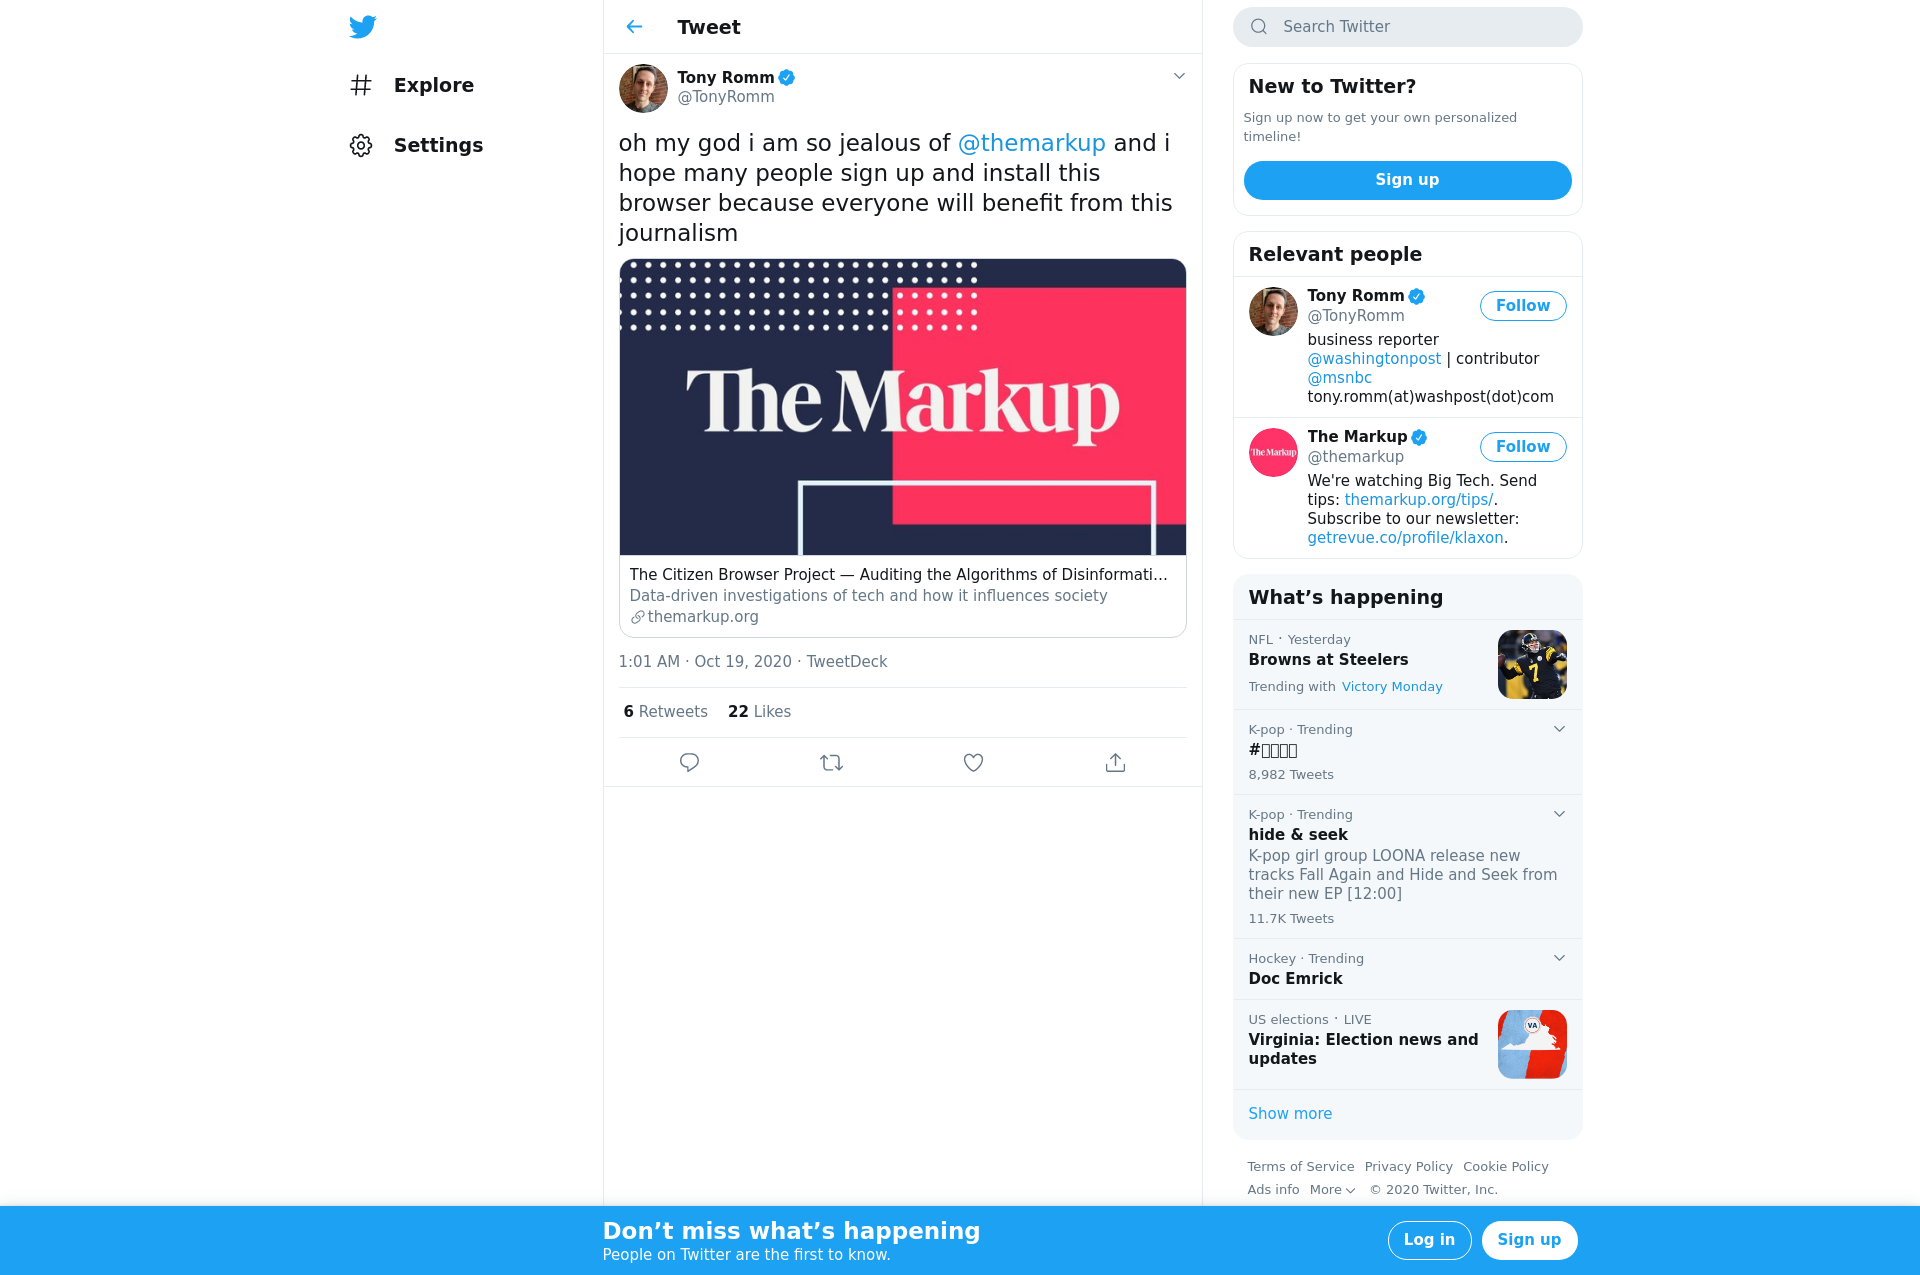 Explore
Settings
Tweet
Tony Romm
@TonyRomm
oh my god i am so jealous of @themarkup and i
hope many people sign up and install this
browser because everyone will benefit from this
journalism
The Markup
The Citizen Browser Project — Auditing the Algorithms of Disinformati…
Data-driven investigations of tech and how it influences society
themarkup.org
1:01 AM · Oct 19, 2020 · TweetDeck
6 Retweets 22 Likes
Search Twitter
New to Twitter?
Sign up now to get your own personalized
timeline!
Sign up
Relevant people
Tony Romm
@TonyRomm
Follow
business reporter
@washingtonpost | contributor
@msnbc
tony.romm(at)washpost(dot)com
The Markup
The Markup
@themarkup
Follow
We're watching Big Tech. Send
tips: themarkup.org/tips/.
Subscribe to our newsletter:
getrevue.co/profile/klaxon.
What’s happening
NFL · Yesterday
Browns at Steelers
Trending with Victory Monday
7
K-pop · Trending
#
8,982 Tweets
K-pop · Trending
hide & seek
K-pop girl group LOONA release new
tracks Fall Again and Hide and Seek from
their new EP [12:00]
11.7K Tweets
Hockey · Trending
Doc Emrick
US elections · LIVE
Virginia: Election news and
updates
VA
Show more
Terms of Service Privacy Policy Cookie Policy
Ads info More © 2020 Twitter, Inc.
Don’t miss what’s happening
People on Twitter are the first to know.
Log in
Sign up